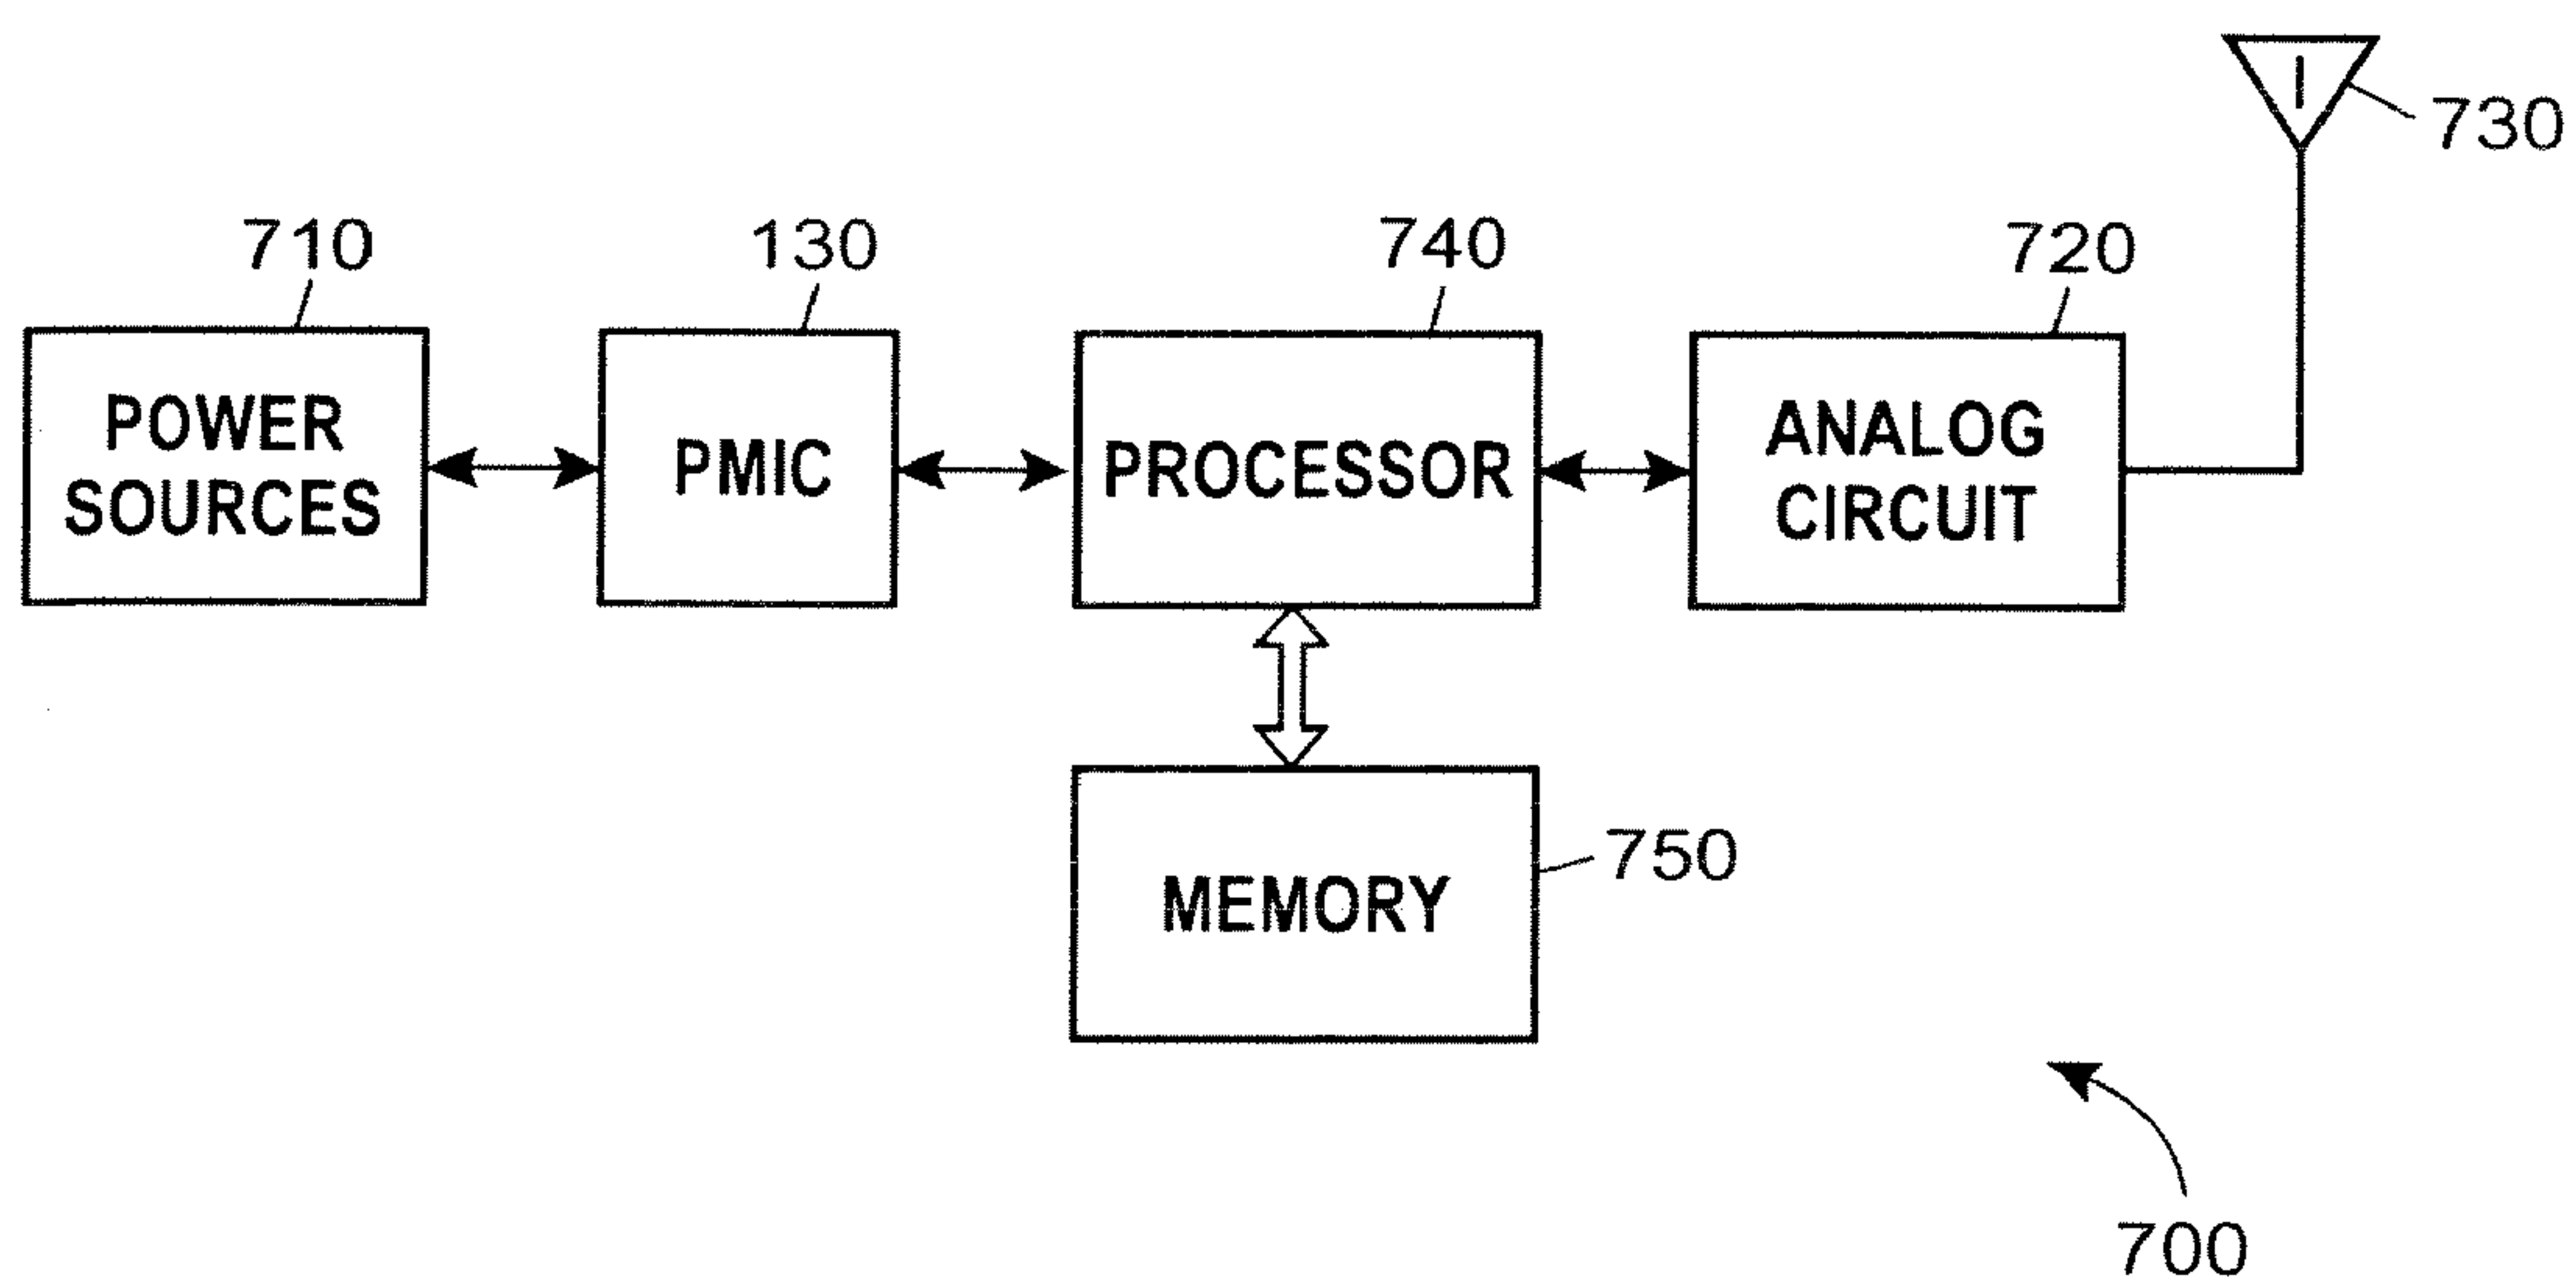 730
710
130
740
720
POWER
SOURCES
PMIC
PROCESSOR
ANALOG
CIRCUIT
750
MEMORY
700